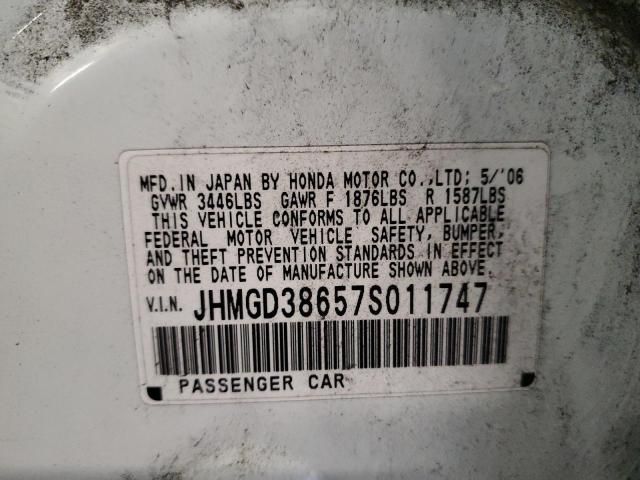 MFD. IN JAPAN BY HONDA MOTOR CO.,LTD: 5/'06
GVWR 3446LBS GAWR F 1876LBS R 1587LBS
THIS VEHICLE CONFORMS TO ALL APPLICABLE
FEDERAL MOTOR VEHICLE SAFETY, BUMPER,
AND THEFT PREVENTION STANDARDS IN EFFECT
ON THE DATE OF MANUFACTURE SHOWN ABOVE.
V.I.N. JHMGD38657S011747
PASSENGER CAR